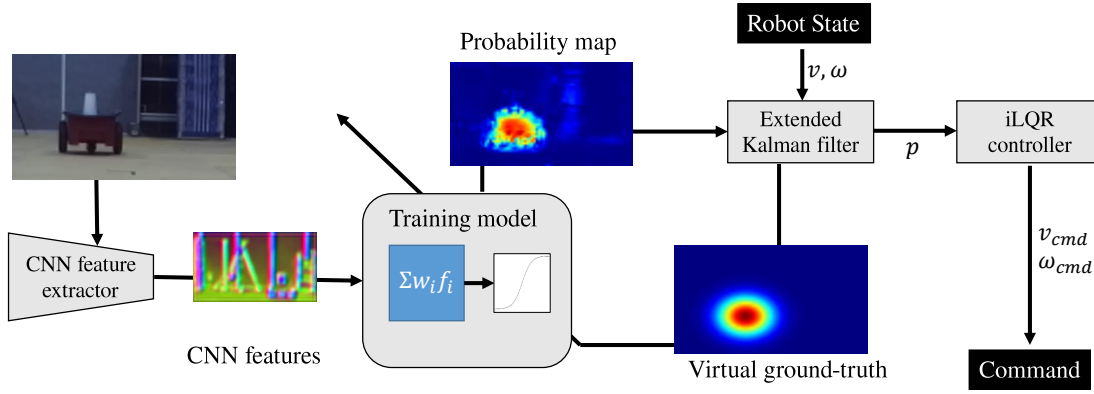 Robot State
Probability map
v, ω
Extended
Kalman filter
p
iLQR
controller
Training model
Σw_i f_i
CNN feature
extractor
CNN features
Virtual ground-truth
v_cmd
ω_cmd
Command